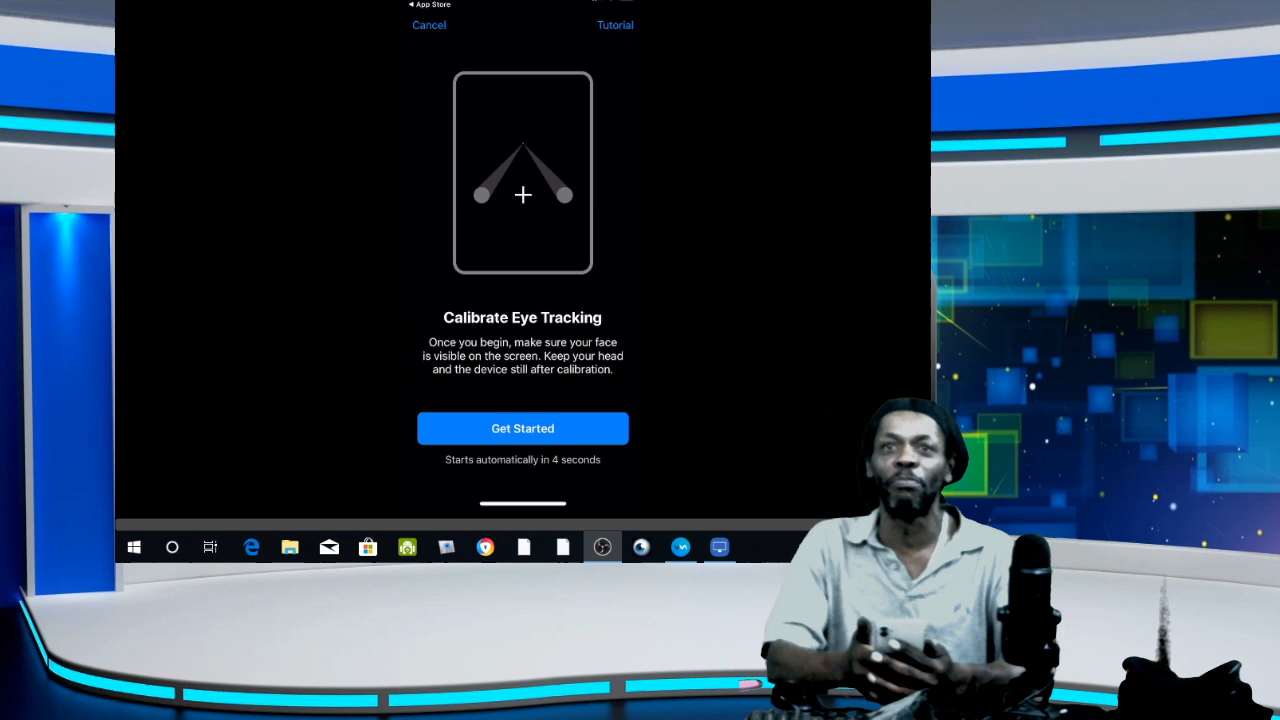 ◀ App Store
Cancel
Tutorial
Calibrate Eye Tracking
Once you begin, make sure your face
is visible on the screen. Keep your head
and the device still after calibration.
Get Started
Starts automatically in 4 seconds